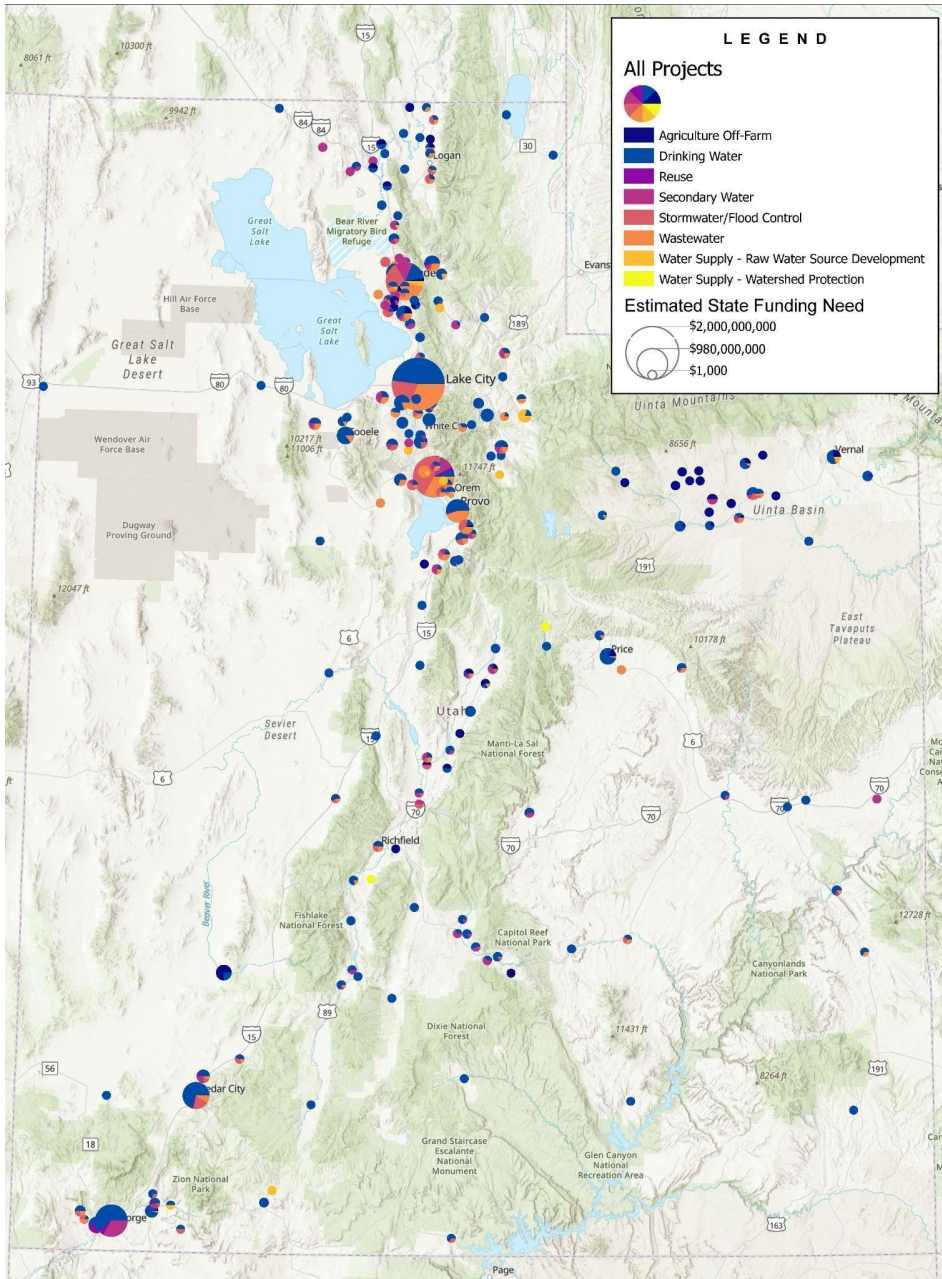 LEGEND
All Projects
Agriculture Off-Farm
Drinking Water
Reuse
Secondary Water
Stormwater/Flood Control
Wastewater
Water Supply - Raw Water Source Development
Water Supply - Watershed Protection
Estimated State Funding Need
$2,000,000,000
$980,000,000
$1,000
15
8061 ft
10300 ft
9942 ft
84
84
15
30
Logan
Great
Salt
Lake
Bear River
Migratory Bird
Refuge
Evans
Hill Air Force
Base
Great
Salt
Lake
189
Great Salt
Lake
Desert
93
80
80
Lake City
Uinta Mountains
Wendover Air
Force Base
10217 ft
11006 ft
White C
8656 ft
Vernal
11747 ft
Orem
Provo
Uinta Basin
Dugway
Proving Ground
191
12047 ft
6
15
East
Tavaputs
Plateau
10178 ft
Price
Utah
Sevier
Desert
15
Manti-La Sal
National Forest
6
6
ft
70
70
70
70
70
Richfield
Beaver River
Fishlake
National Forest
Capitol Reef
National Park
12728 ft
Canyonlands
National Park
89
15
Dixie National
Forest
11431 ft
56
edar City
8264 ft
191
18
Grand Staircase
Escalante
National
Monument
Glen Canyon
National
Recreation Area
Zion National
Park
orge
163
Page